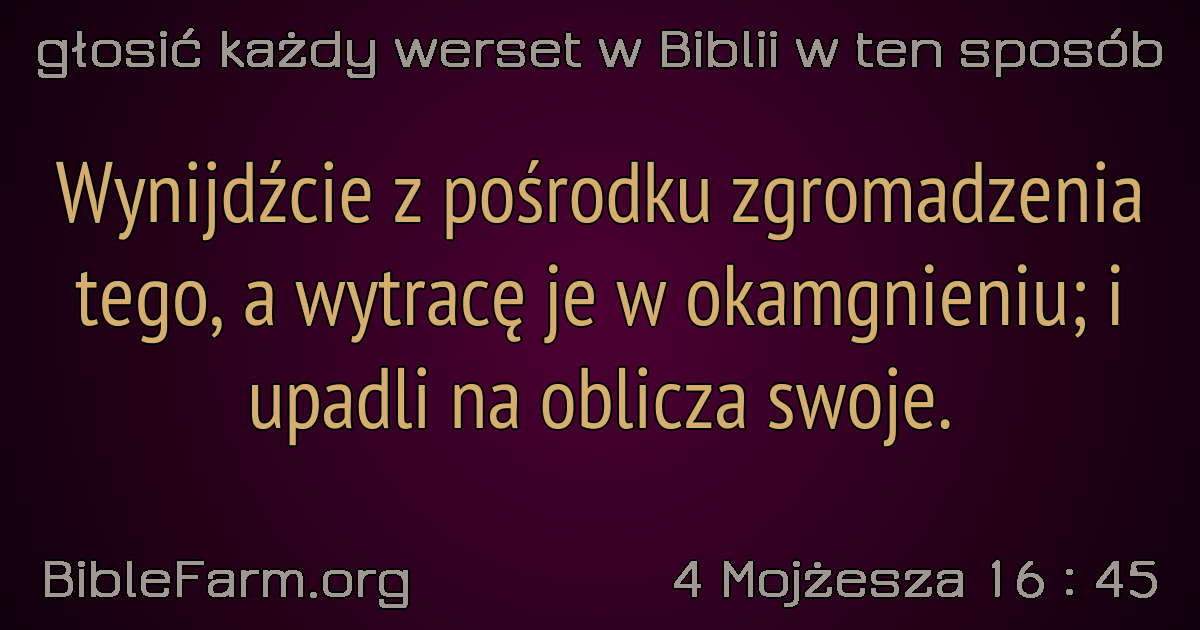 głosić każdy werset w Biblii w ten sposób
Wynijdźcie z pośrodku zgromadzenia
tego, a wytracę je w okamgnieniu; i
upadli na oblicza swoje.
BibleFarm.org
4 Mojżesza 16 : 45